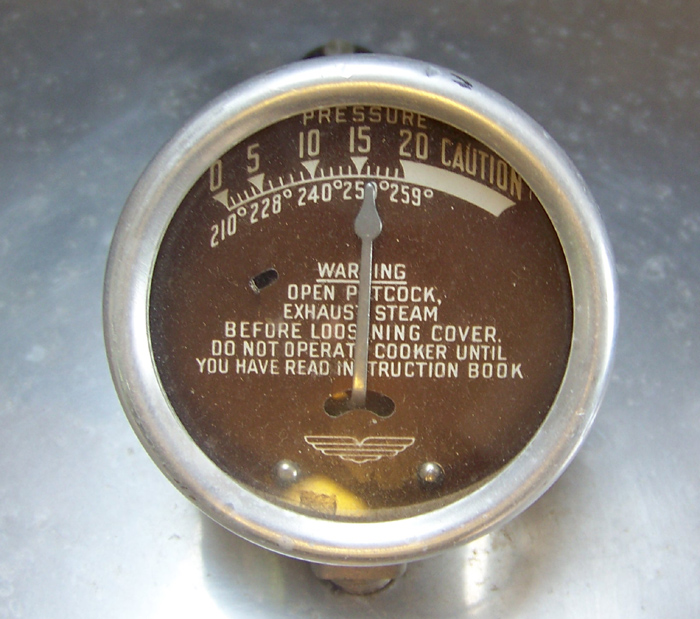 PRESSURE
0 5 10 15 20 CAUTION
210° 228° 240° 250° 259°
WARNING
OPEN PETCOCK,
EXHAUST STEAM
BEFORE LOOSENING COVER.
DO NOT OPERATE COOKER UNTIL
YOU HAVE READ INSTRUCTION BOOK